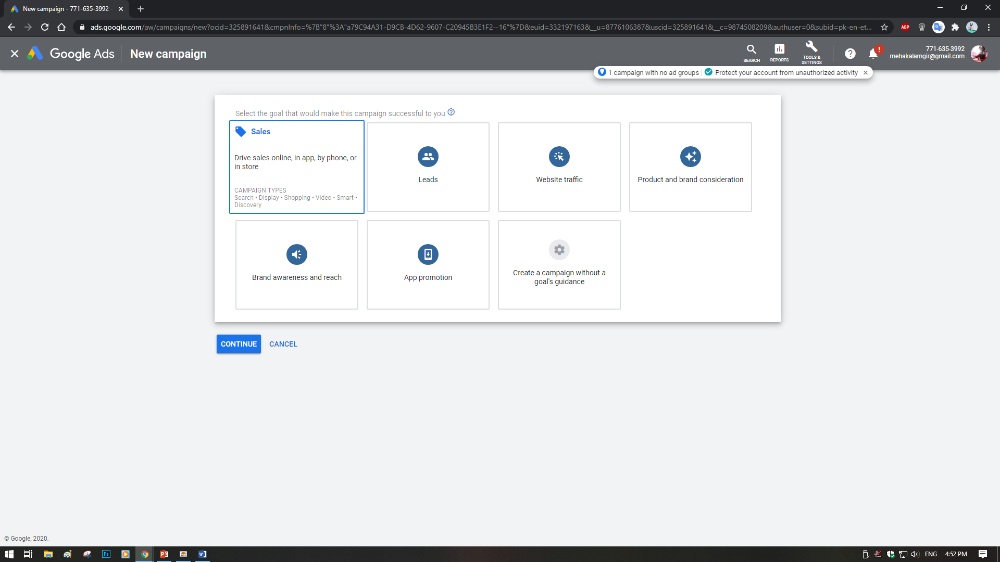 New campaign - 771-635-3992 -
ads.google.com/aw/campaigns/new?ocid=325891641&cmpnInfo=%7B"8"%3A"a79C94A31-D9CB-4D62-9607-C20945B3E1F2--16"%7D&euid=332197163&__u=8776106387&uscid=325891641&__c=9874508209&authuser=0&subid=pk-en-et...
ABP
Google Ads
New campaign
SEARCH
REPORTS
TOOLS &
SETTINGS
771-635-3992
mehakalamgir@gmail.com
1 campaign with no ad groups
Protect your account from unauthorized activity
Select the goal that would make this campaign successful to you
Sales
Drive sales online, in app, by phone, or
in store
CAMPAIGN TYPES
Search • Display • Shopping • Video • Smart •
Discovery
Leads
Website traffic
Product and brand consideration
Brand awareness and reach
App promotion
Create a campaign without a
goal's guidance
CONTINUE
CANCEL
© Google, 2020.
Ps
ENG
4:52 PM